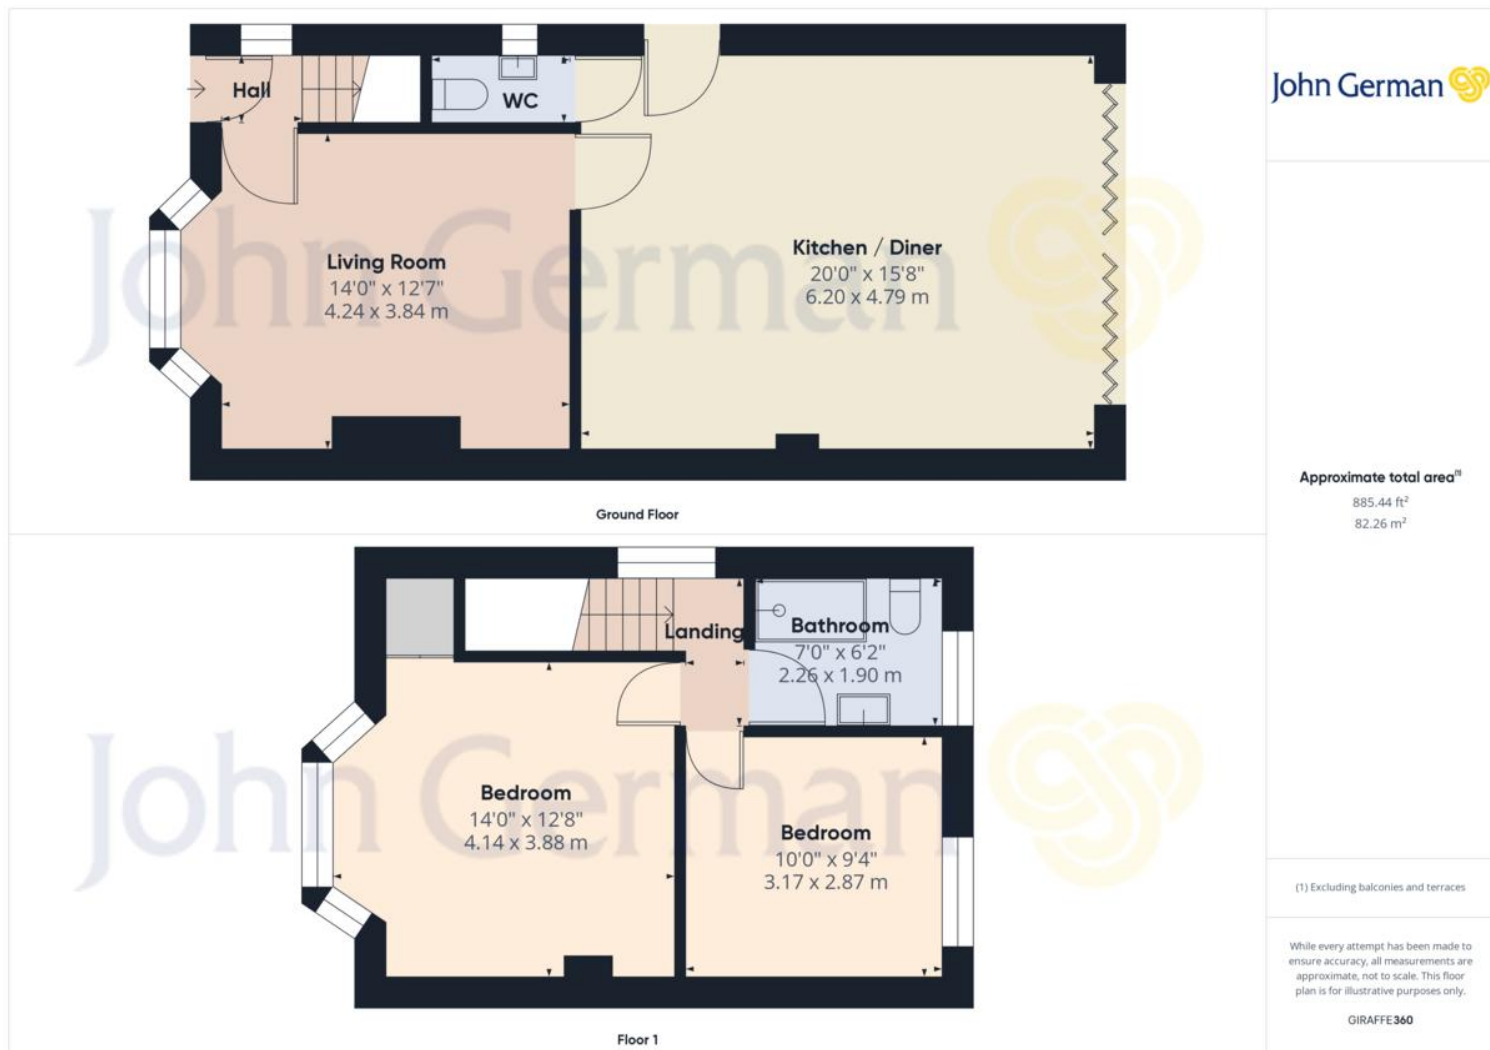 Hall
WC
Living Room
14'0" x 12'7"
4.24 x 3.84 m
Kitchen / Diner
20'0" x 15'8"
6.20 x 4.79 m
John German
Ground Floor
Landing
Bathroom
7'0" x 6'2"
2.26 x 1.90 m
Bedroom
14'0" x 12'8"
4.14 x 3.88 m
Bedroom
10'0" x 9'4"
3.17 x 2.87 m
John German
Floor 1
John German
Approximate total area⁽¹⁾
885.44 ft²
82.26 m²
(1) Excluding balconies and terraces
While every attempt has been made to
ensure accuracy, all measurements are
approximate, not to scale. This floor
plan is for illustrative purposes only.
GIRAFFE360